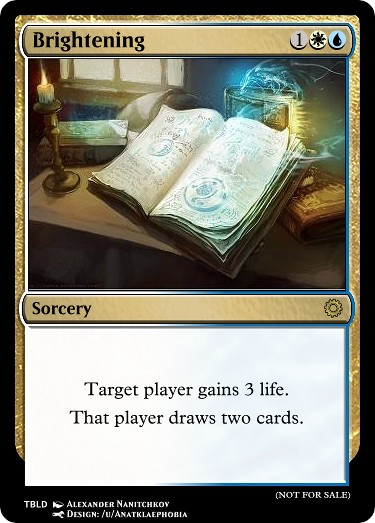 Brightening 1
Sorcery
Target player gains 3 life.
That player draws two cards.
TBLD Alexander Nanitchkov (NOT FOR SALE)
Design: /u/Anatklaephobia